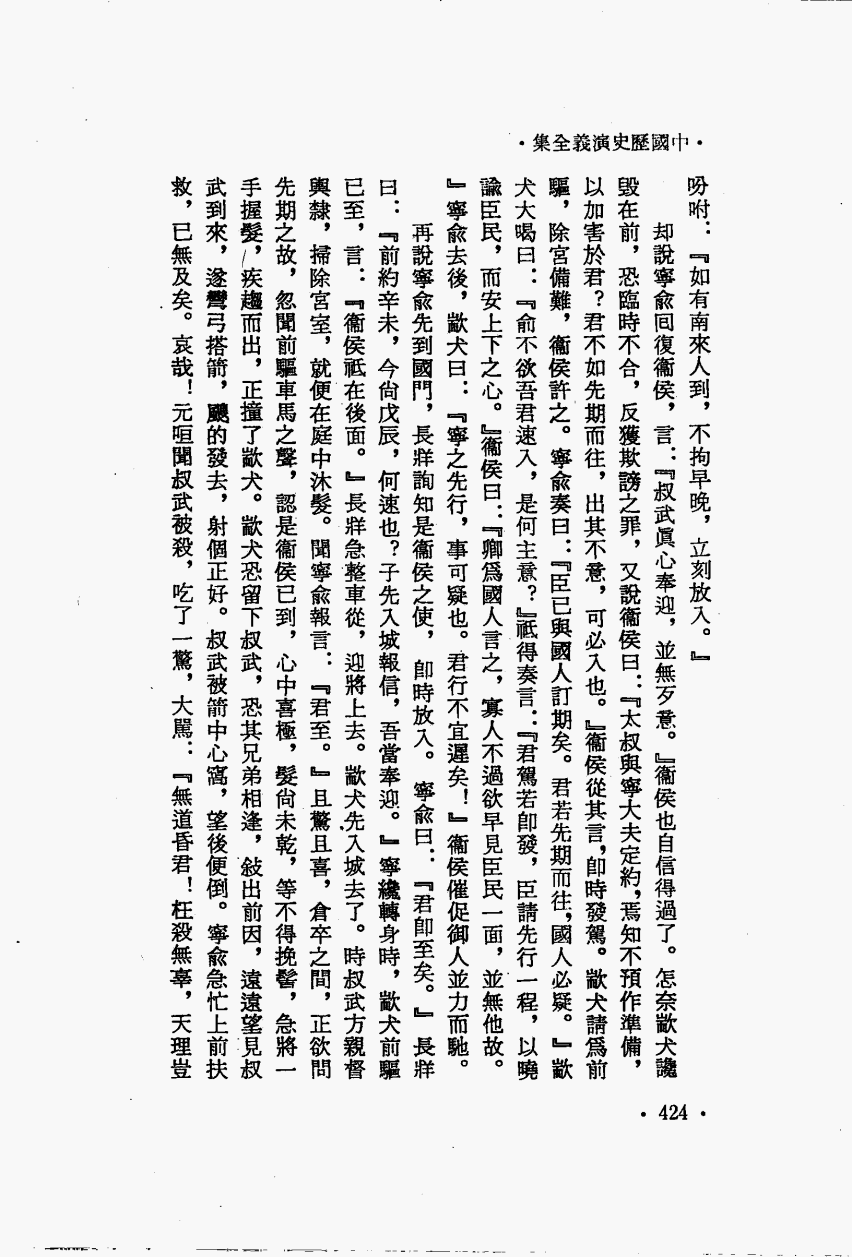 ·中國歷史演義全集·
吩咐：『如有南來人到，不拘早晚，立刻放入。』
却說寧兪囘復衞侯，言：『叔武眞心奉迎，並無歹意。』衞侯也自信得過了。怎奈歂犬讒
毀在前，恐臨時不合，反獲欺謗之罪，又說衞侯曰：『太叔與寧大夫定約，焉知不預作準備，
以加害於君？君不如先期而往，出其不意，可必入也。』衞侯從其言，卽時發駕。歂犬請爲前
驅，除宮備難，衞侯許之。寧兪奏曰：『臣已與國人訂期矣。君若先期而往，國人必疑。』歂
犬大喝曰：『兪不欲吾君速入，是何主意？』祗得奏言：『君駕若卽發，臣請先行一程，以曉
諭臣民，而安上下之心。』衞侯曰：『卿爲國人言之，寡人不過欲早見臣民一面，並無他故。
』寧兪去後，歂犬曰：『寧之先行，事可疑也。君行不宜遲矣！』衞侯催促御人並力而馳。
再說寧兪先到國門，長牂詢知是衞侯之使，卽時放入。寧兪曰：『君卽至矣。』長牂
曰：『前約辛未，今尙戊辰，何速也？子先入城報信，吾當奉迎。』寧纔轉身時，歂犬前驅
已至，言：『衞侯祗在後面。』長牂急整車從，迎將上去。歂犬先入城去了。時叔武方親督
輿隸，掃除宮室，就便在庭中沐髮。聞寧兪報言：『君至。』且驚且喜，倉卒之間，正欲問
先期之故，忽聞前驅車馬之聲，認是衞侯已到，心中喜極，髮尙未乾，等不得挽髻，急將一
手握髮，疾趨而出，正撞了歂犬。歂犬恐留下叔武，恐其兄弟相逢，敍出前因，遠遠望見叔
武到來，遂彎弓搭箭，颼的發去，射個正好。叔武被箭中心窩，望後便倒。寧兪急忙上前扶
救，已無及矣。哀哉！元咺聞叔武被殺，吃了一驚，大罵：『無道昏君！枉殺無辜，天理豈
·424·